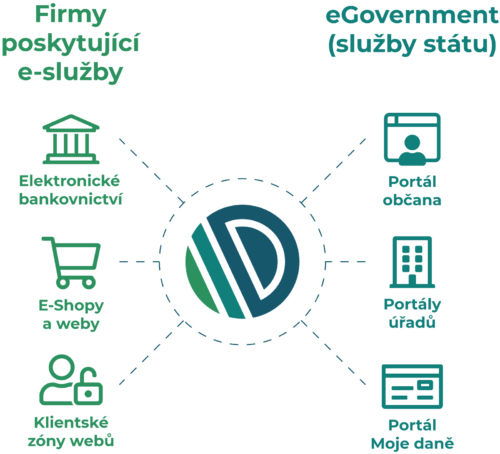 Firmy
poskytující
e-služby
Elektronické
bankovnictví
E-Shopy
a weby
Klientské
zóny webů
eGovernment
(služby státu)
Portál
občana
Portály
úřadů
Portál
Moje daně